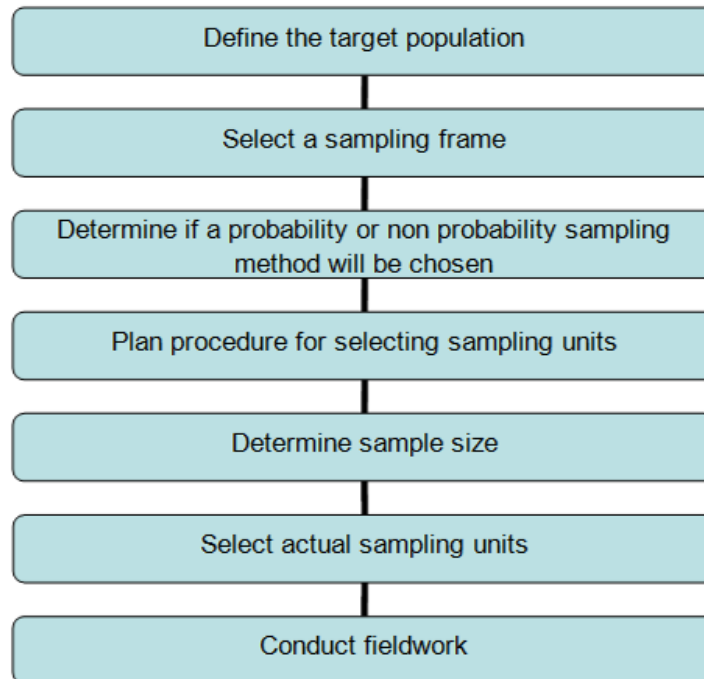 Define the target population
Select a sampling frame
Determine if a probability or non probability sampling
method will be chosen
Plan procedure for selecting sampling units
Determine sample size
Select actual sampling units
Conduct fieldwork